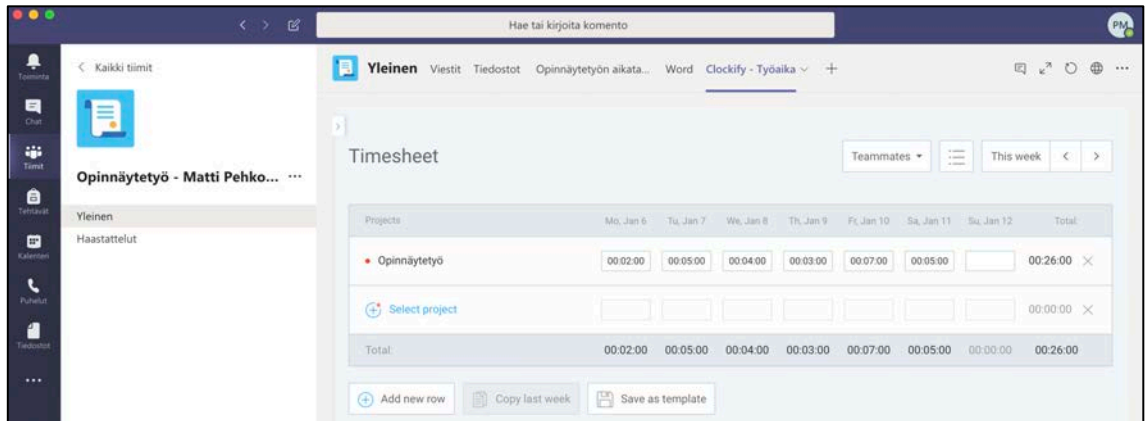 Hae tai kirjoita komento
PM
Toiminta
Chat
Tiimit
Tehtävät
Kalenteri
Puhelut
Tiedostot
Kaikki tiimit
Opinnäytetyö - Matti Pehko... ...
Yleinen
Haastattelut
Yleinen Viestit Tiedostot Opinnäytetyön aikata... Word Clockify - Työaika
Timesheet
Teammates This week
Projects Mo, Jan 6 Tu, Jan 7 We, Jan 8 Th, Jan 9 Fr, Jan 10 Sa, Jan 11 Su, Jan 12 Total:
Opinnäytetyö 00:02:00 00:05:00 00:04:00 00:03:00 00:07:00 00:05:00 00:26:00
Select project 00:00:00
Total: 00:02:00 00:05:00 00:04:00 00:03:00 00:07:00 00:05:00 00:00:00 00:26:00
Add new row Copy last week Save as template